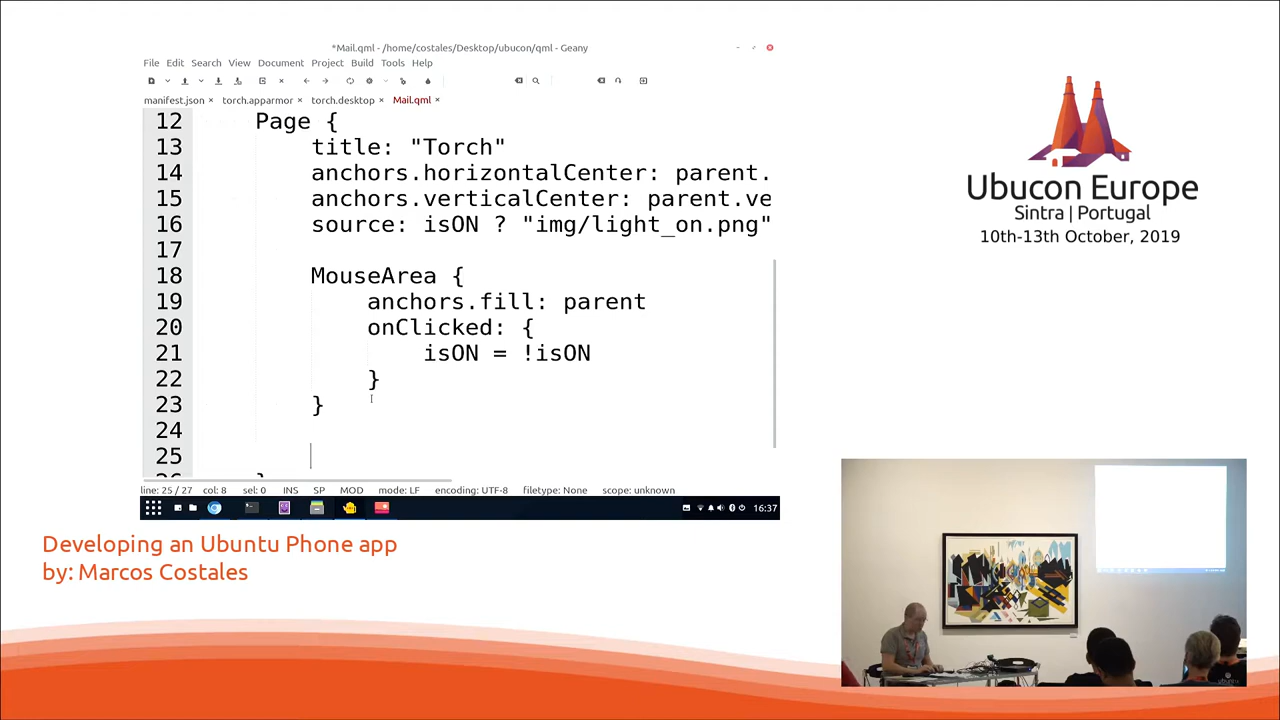 *Mail.qml - /home/costales/Desktop/ubucon/qml - Geany
File Edit Search View Document Project Build Tools Help
manifest.json × torch.apparmor × torch.desktop × Mail.qml ×
12 Page {
13 title: "Torch"
14 anchors.horizontalCenter: parent.
15 anchors.verticalCenter: parent.ve
16 source: isON ? "img/light_on.png"
17
18 MouseArea {
19 anchors.fill: parent
20 onClicked: {
21 isON = !isON
22 }
23 }
24
25
line: 25 / 27 col: 8 sel: 0 INS SP MOD mode: LF encoding: UTF-8 filetype: None scope: unknown
16:37
Ubucon Europe
Sintra | Portugal
10th-13th October, 2019
Developing an Ubuntu Phone app
by: Marcos Costales